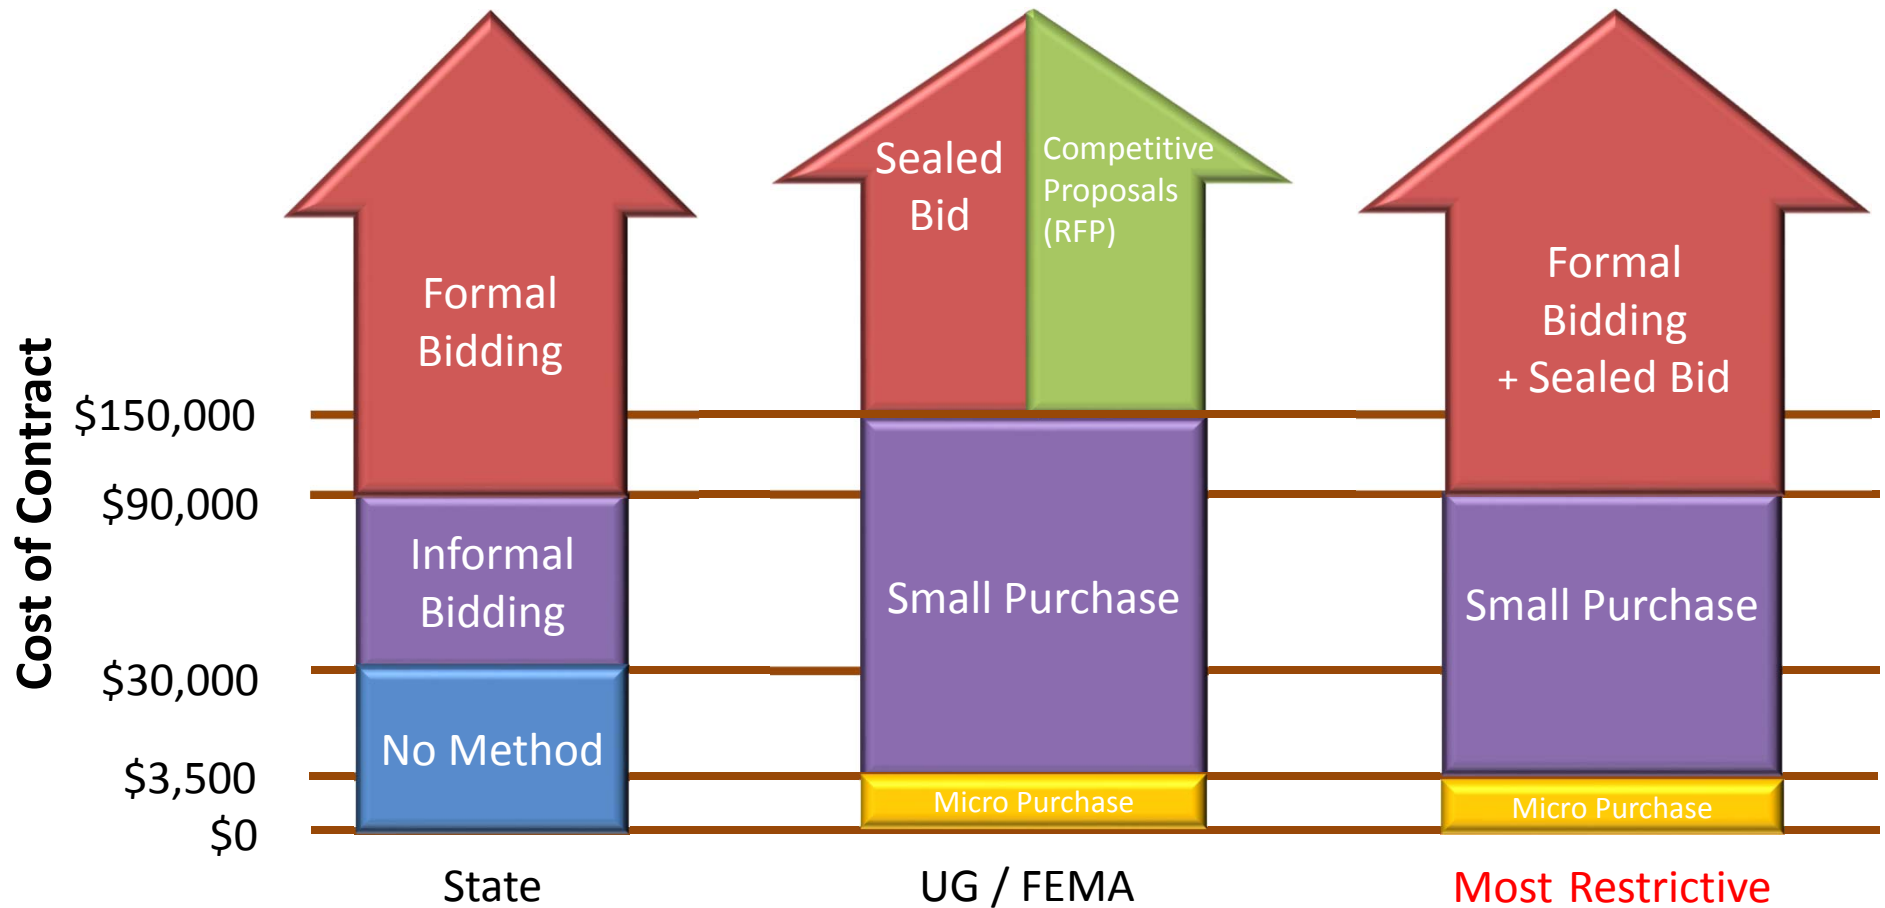 Cost of Contract
$150,000
$90,000
$30,000
$3,500
$0
Formal
Bidding
Informal
Bidding
No Method
State
Sealed
Bid
Competitive
Proposals
(RFP)
Small Purchase
Micro Purchase
UG / FEMA
Formal
Bidding
+ Sealed Bid
Small Purchase
Micro Purchase
Most Restrictive